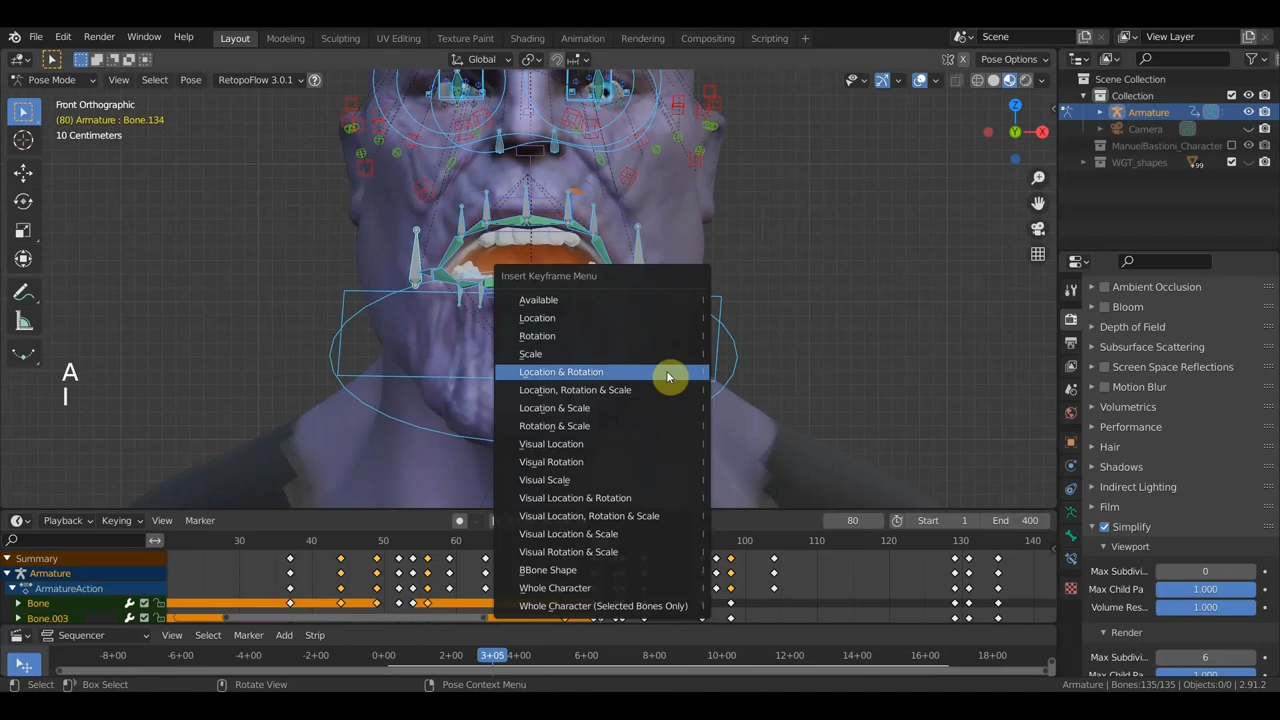 File Edit Render Window Help Layout Modeling Sculpting UV Editing Texture Paint Shading Animation Rendering Compositing Scripting Scene View Layer
Global Pose Options
Pose Mode View Select Pose RetopoFlow 3.0.1
Front Orthographic
(80) Armature : Bone.134
10 Centimeters
Z
Y
X
Scene Collection
Collection
Armature
Camera
ManuelBastioni_Character
WGT_shapes
99
A
I
Insert Keyframe Menu
Available
Location
Rotation
Scale
Location & Rotation
Location, Rotation & Scale
Location & Scale
Rotation & Scale
Visual Location
Visual Rotation
Visual Scale
Visual Location & Rotation
Visual Location, Rotation & Scale
Visual Location & Scale
Visual Rotation & Scale
BBone Shape
Whole Character
Whole Character (Selected Bones Only)
Ambient Occlusion
Bloom
Depth of Field
Subsurface Scattering
Screen Space Reflections
Motion Blur
Volumetrics
Performance
Hair
Shadows
Indirect Lighting
Film
Simplify
Viewport
Max Subdivi... 0
Max Child Pa 1.000
Volume Res... 1.000
Render
Max Subdivi... 6
Max Child Pa 1.000
Playback Keying View Marker 80 Start 1 End 400
30 40 50 60 100 110 120 130 140
Summary
Armature
ArmatureAction
Bone
Bone.003
Sequencer View Select Marker Add Strip
-8+00 -6+00 -4+00 -2+00 0+00 2+00 3+05 4+00 6+00 8+00 10+00 12+00 14+00 16+00 18+00
Select Box Select Rotate View Pose Context Menu Armature | Bones:135/135 | Objects:0/0 | 2.91.2